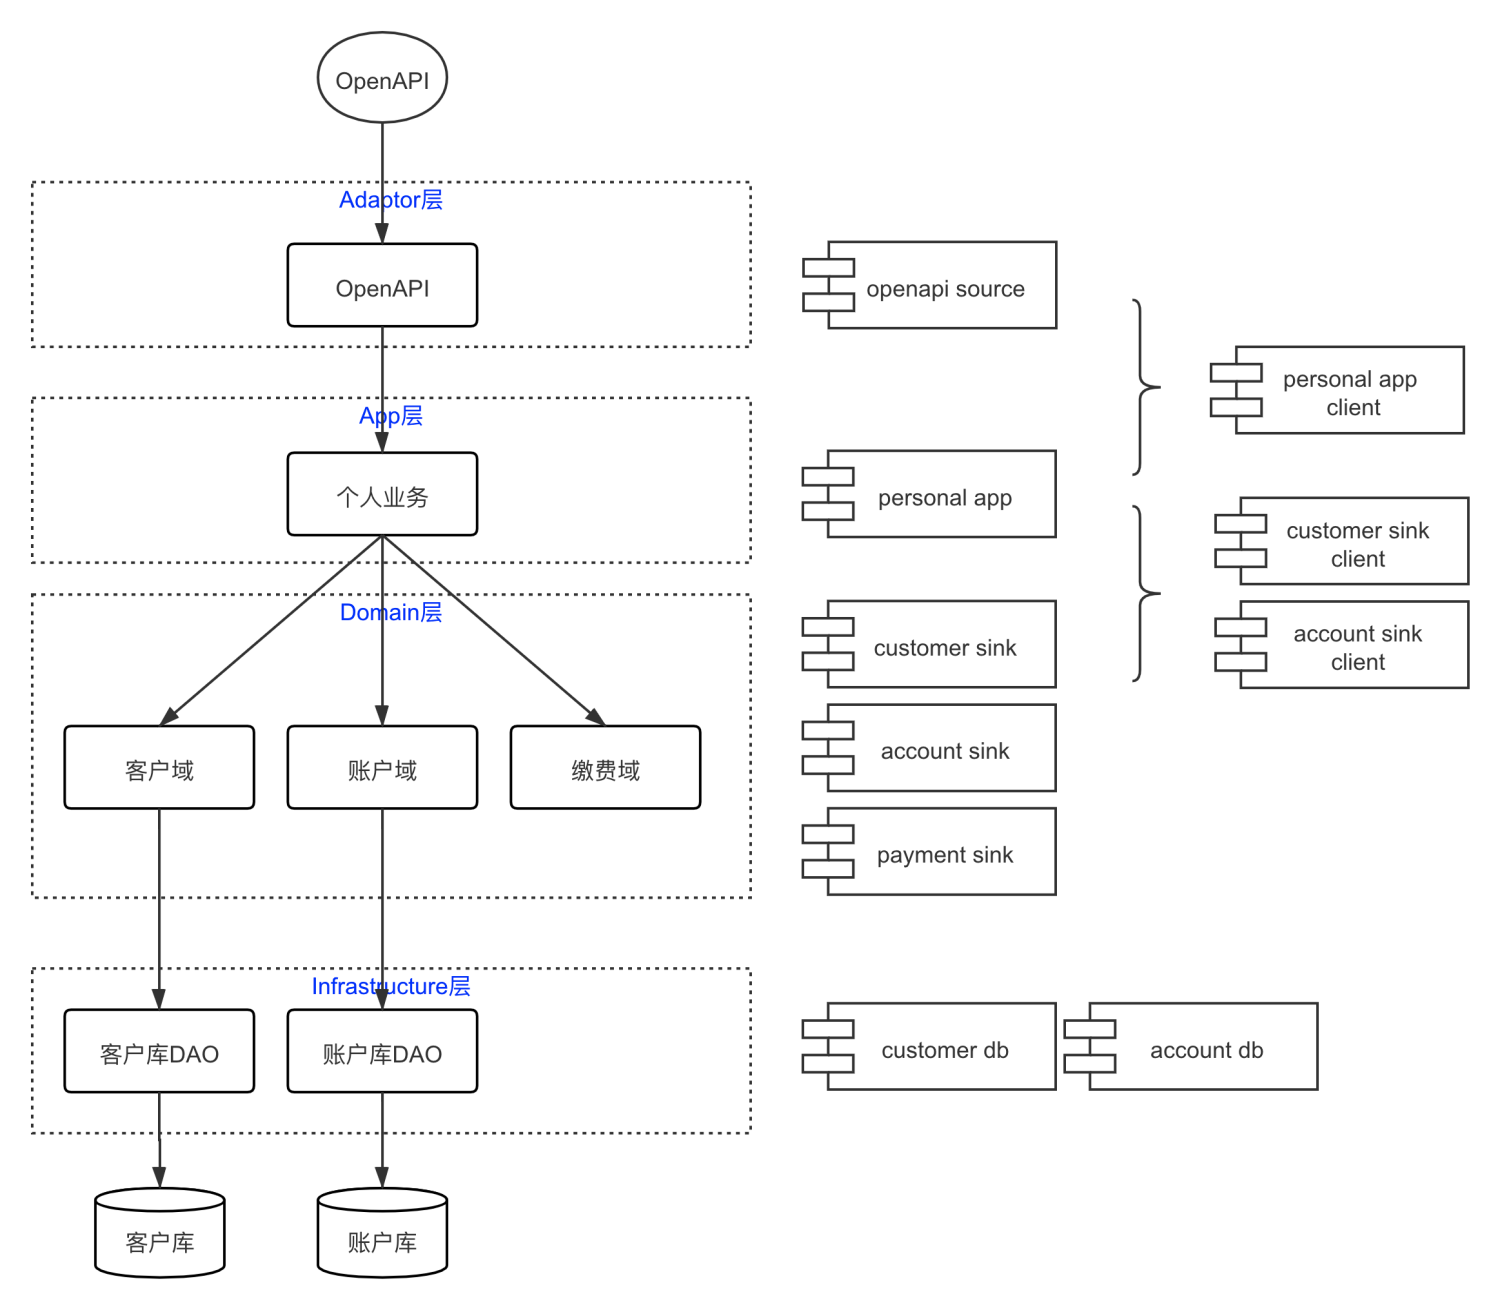 OpenAPI
Adaptor层
OpenAPI
openapi source
personal app
client
App层
个人业务
personal app
customer sink
client
Domain层
customer sink
account sink
client
客户域
账户域
缴费域
account sink
payment sink
Infrastructure层
客户库DAO
账户库DAO
customer db
account db
客户库
账户库